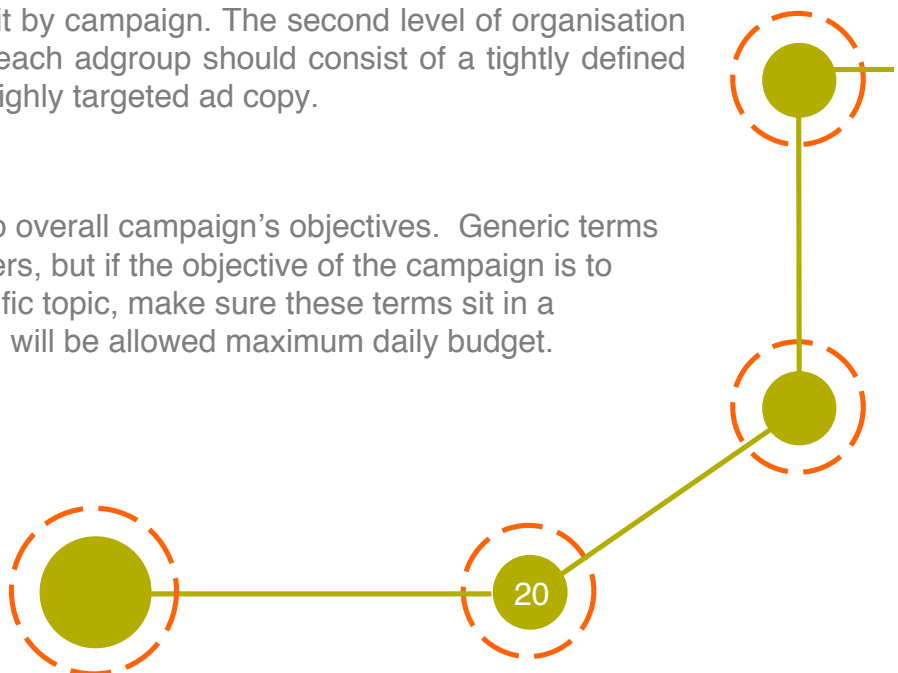 it by campaign. The second level of organisation
each adgroup should consist of a tightly defined
ighly targeted ad copy.
o overall campaign’s objectives.  Generic terms
ers, but if the objective of the campaign is to
fic topic, make sure these terms sit in a
will be allowed maximum daily budget.
20